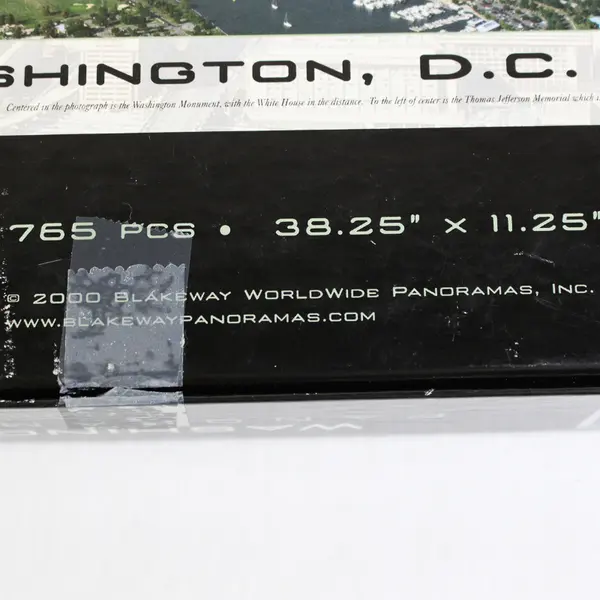 SHINGTON, D.C.
Centered in the photograph is the Washington Monument, with the White House in the distance. To the left of center is the Thomas Jefferson Memorial which
765 PCS • 38.25" X 11.25"
© 2000 BLAKEWAY WORLDWIDE PANORAMAS, INC.
WWW.BLAKEWAYPANORAMAS.COM